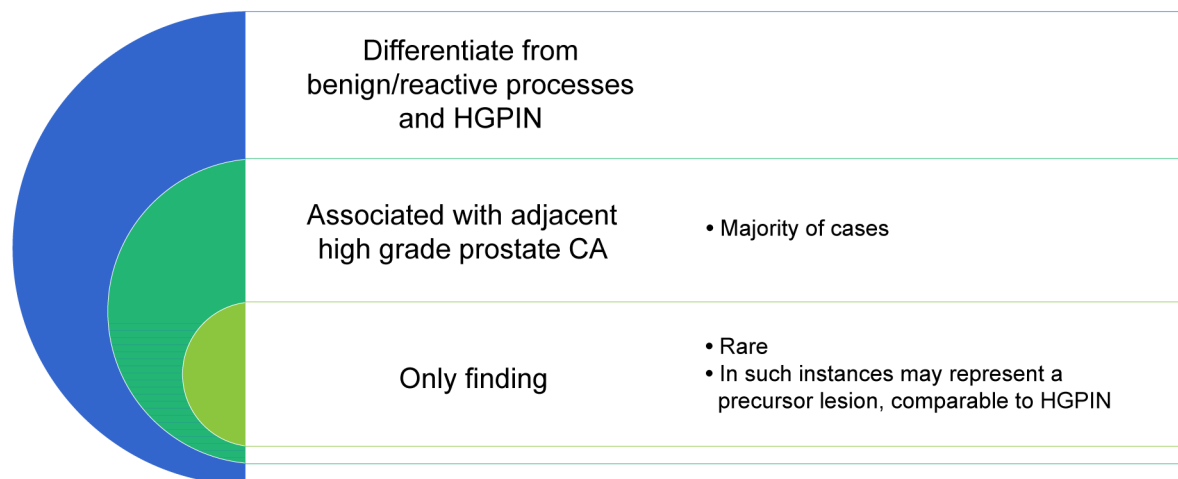 Differentiate from
benign/reactive processes
and HGPIN
Associated with adjacent
high grade prostate CA
• Majority of cases
Only finding
• Rare
• In such instances may represent a
precursor lesion, comparable to HGPIN